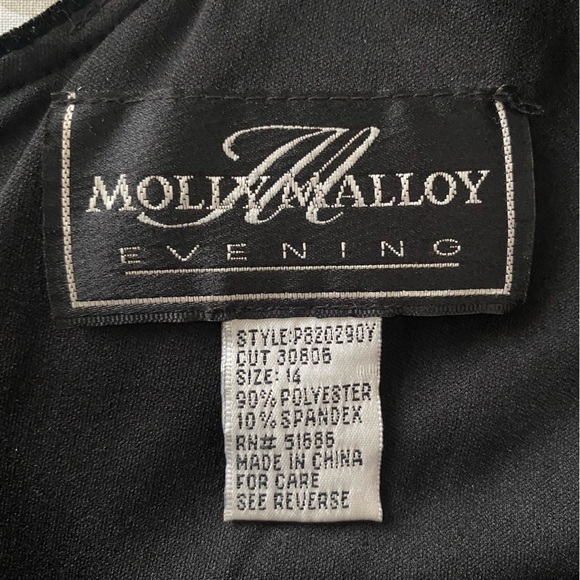 M
MOLLY MALLOY
EVENING
STYLE:P820290Y
CUT 30806
SIZE: 14
90% POLYESTER
10% SPANDEX
RN# 51686
MADE IN CHINA
FOR CARE
SEE REVERSE